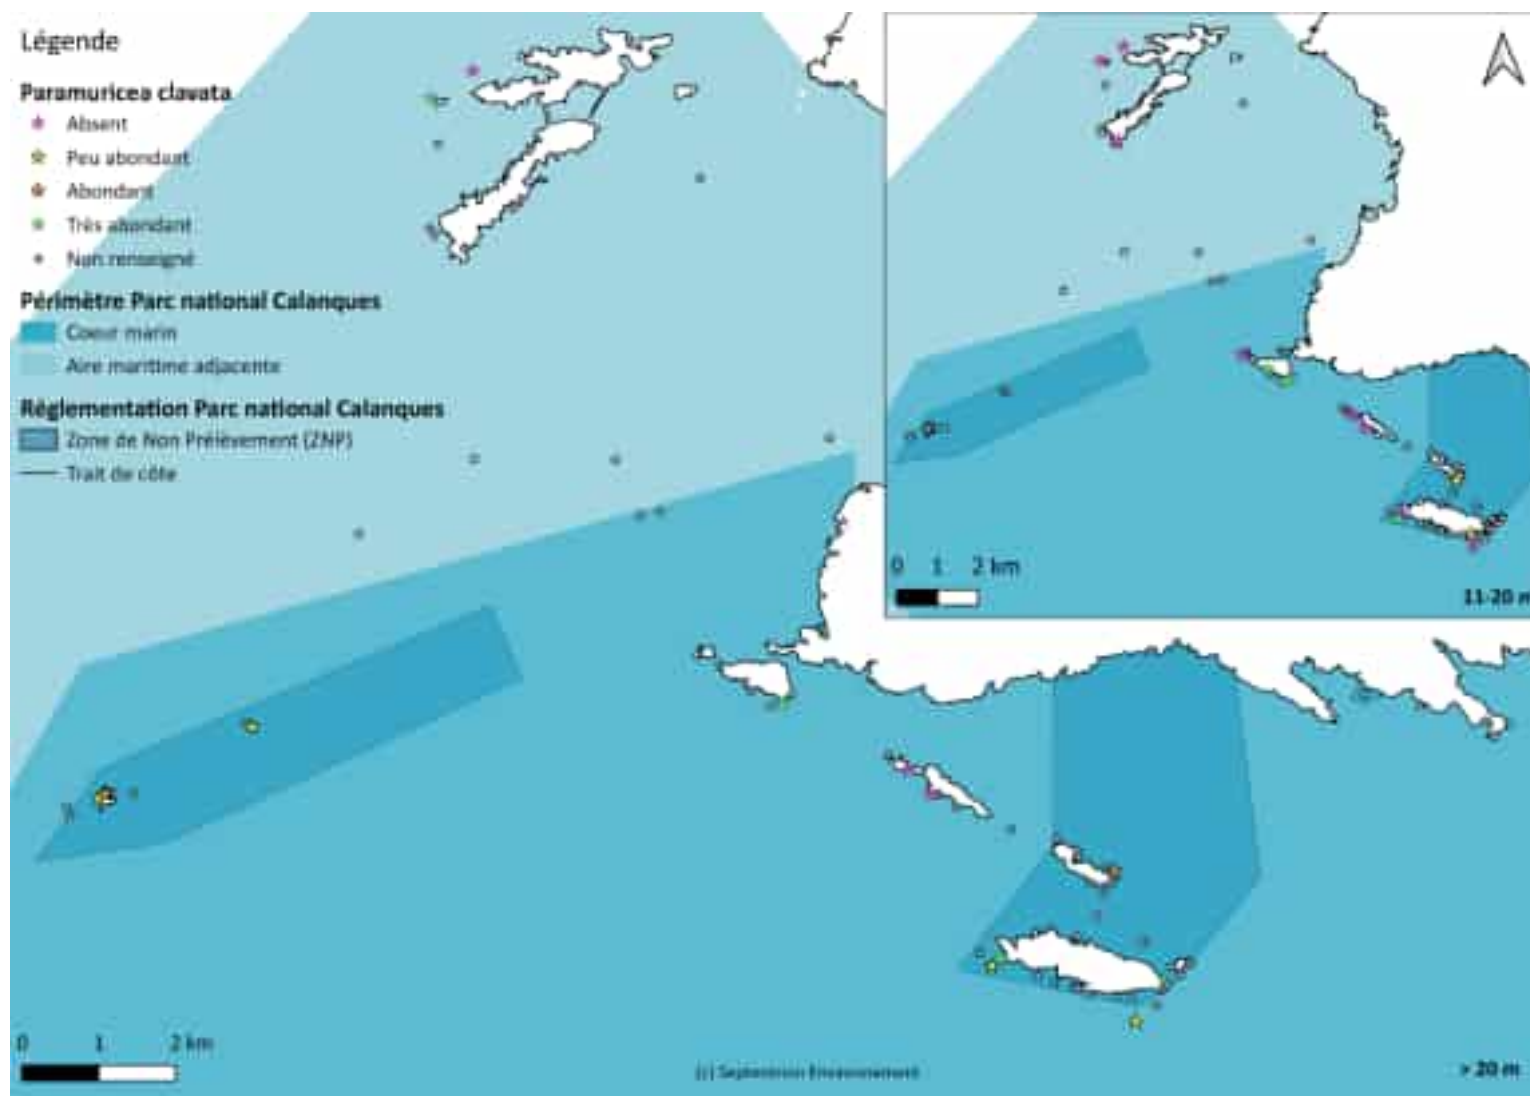 Légende
Paramuricea clavata
Absent
Peu abondant
Abondant
Très abondant
Non renseigné
Périmètre Parc national Calanques
Coeur marin
Aire maritime adjacente
Règlementation Parc national Calanques
Zone de Non Prélèvement (ZNP)
Trait de côte
0 1 2 km
11-20 m
0 1 2 km
(c) Septentrion Environnement
> 20 m